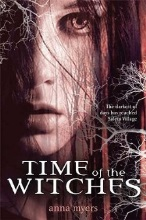 The darkest of
days has reached
Salem Village
TIME of the
WITCHES
anna myers